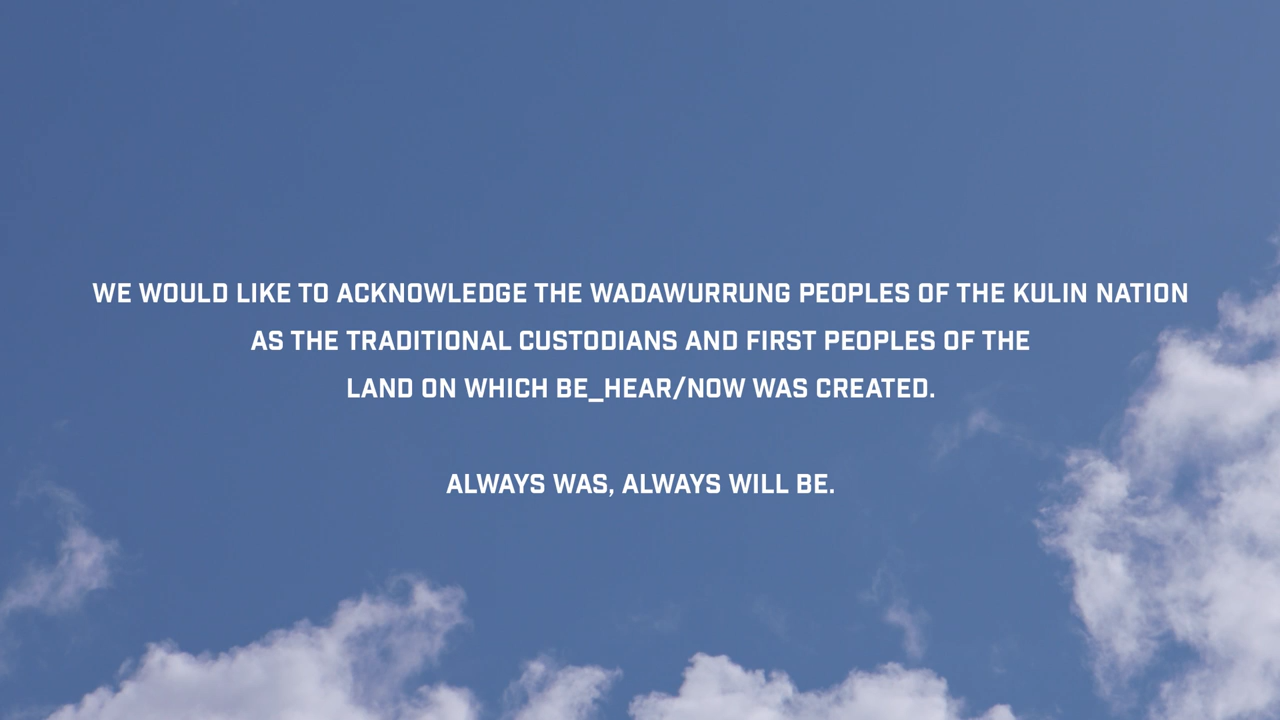 WE WOULD LIKE TO ACKNOWLEDGE THE WADAWURRUNG PEOPLES OF THE KULIN NATION
AS THE TRADITIONAL CUSTODIANS AND FIRST PEOPLES OF THE
LAND ON WHICH BE_HEAR/NOW WAS CREATED.
ALWAYS WAS, ALWAYS WILL BE.